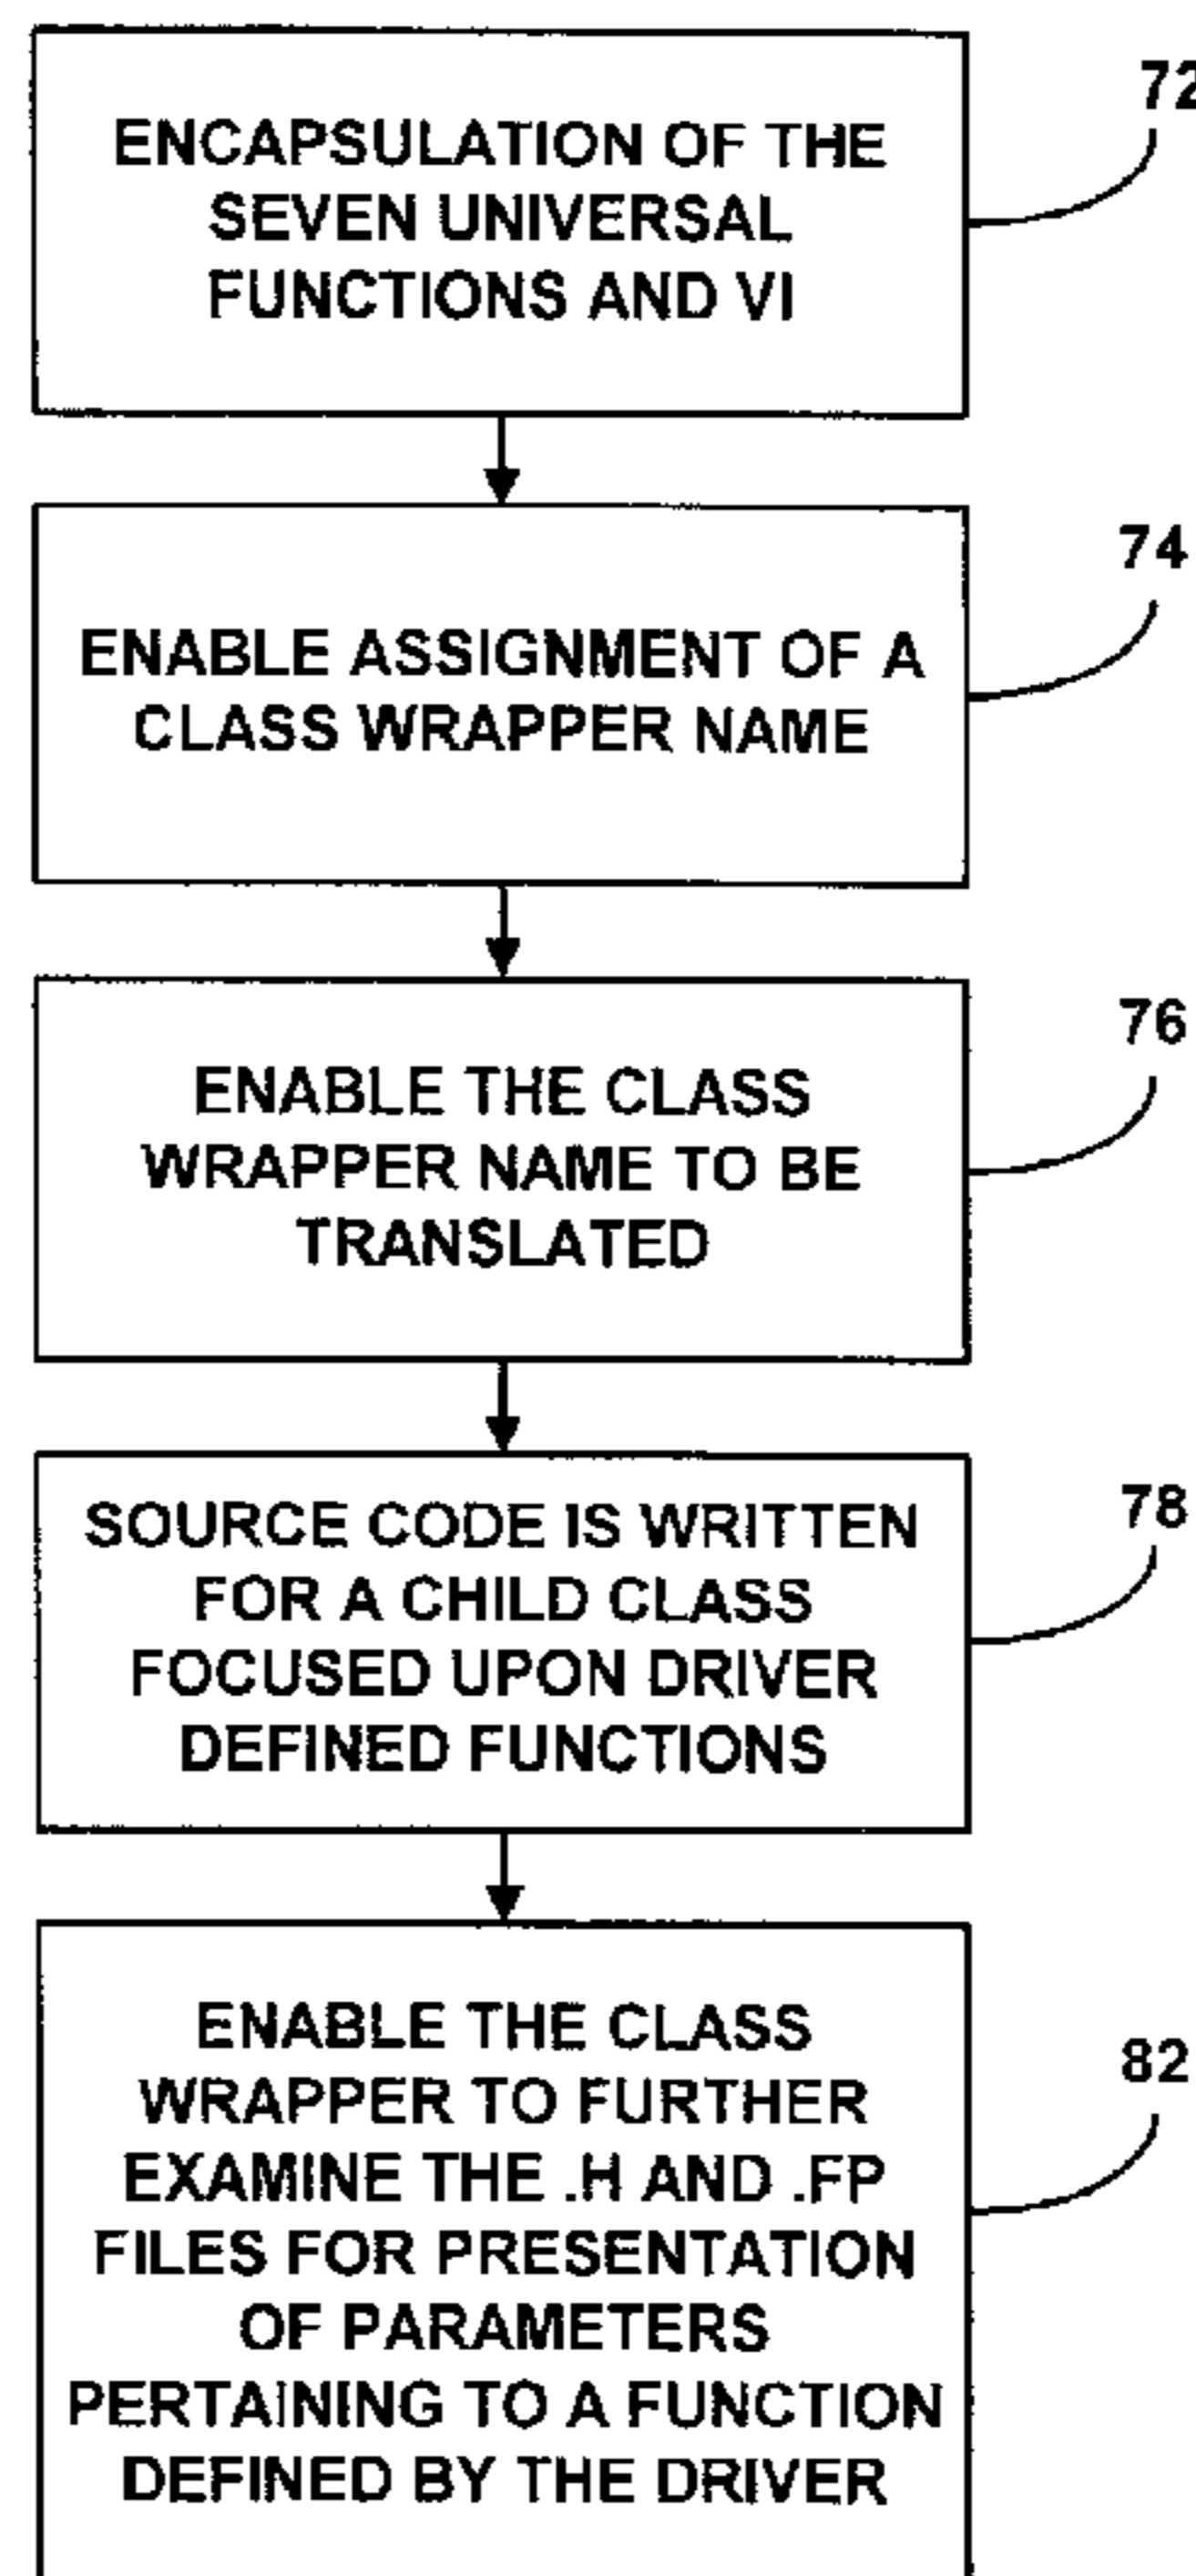 72
ENCAPSULATION OF THE
SEVEN UNIVERSAL
FUNCTIONS AND VI
74
ENABLE ASSIGNMENT OF A
CLASS WRAPPER NAME
76
ENABLE THE CLASS
WRAPPER NAME TO BE
TRANSLATED
78
SOURCE CODE IS WRITTEN
FOR A CHILD CLASS
FOCUSED UPON DRIVER
DEFINED FUNCTIONS
82
ENABLE THE CLASS
WRAPPER TO FURTHER
EXAMINE THE .H AND .FP
FILES FOR PRESENTATION
OF PARAMETERS
PERTAINING TO A FUNCTION
DEFINED BY THE DRIVER